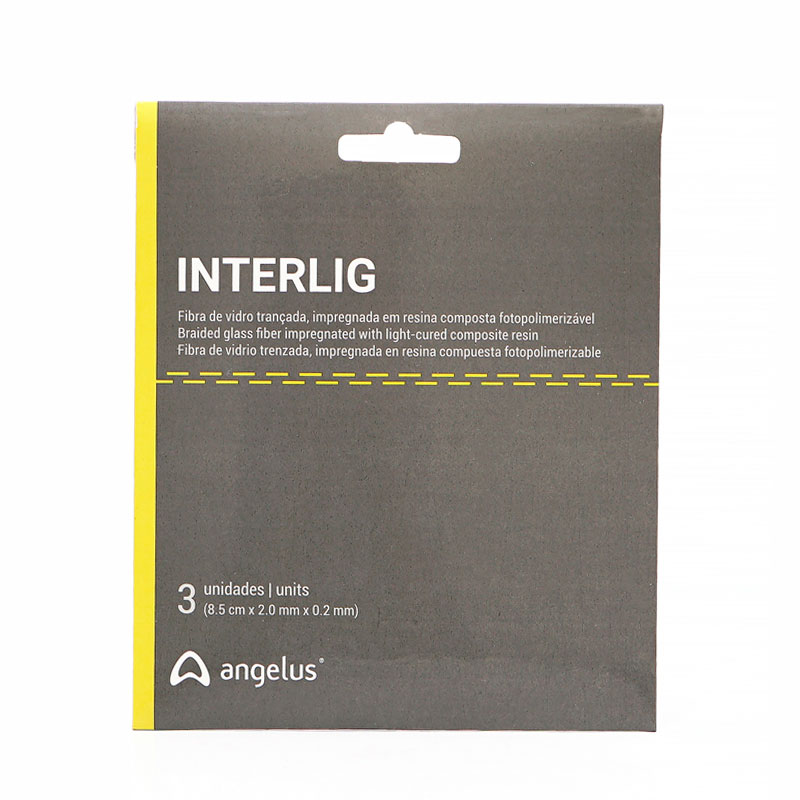 INTERLIG
Fibra de vidro trançada, impregnada em resina composta fotopolimerizável
Braided glass fiber impregnated with light-cured composite resin
Fibra de vidrio trenzada, impregnada en resina compuesta fotopolimerizable
3 unidades | units
(8.5 cm x 2.0 mm x 0.2 mm)
angelus®